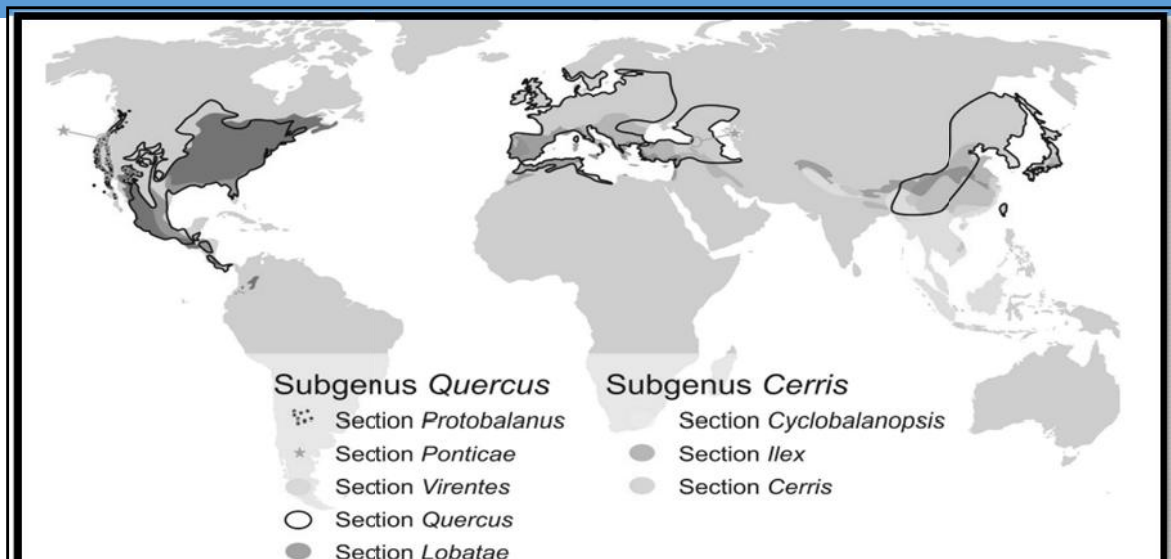 Subgenus Quercus
Section Protobalanus
Section Ponticae
Section Virentes
Section Quercus
Section Lobatae
Subgenus Cerris
Section Cyclobalanopsis
Section Ilex
Section Cerris